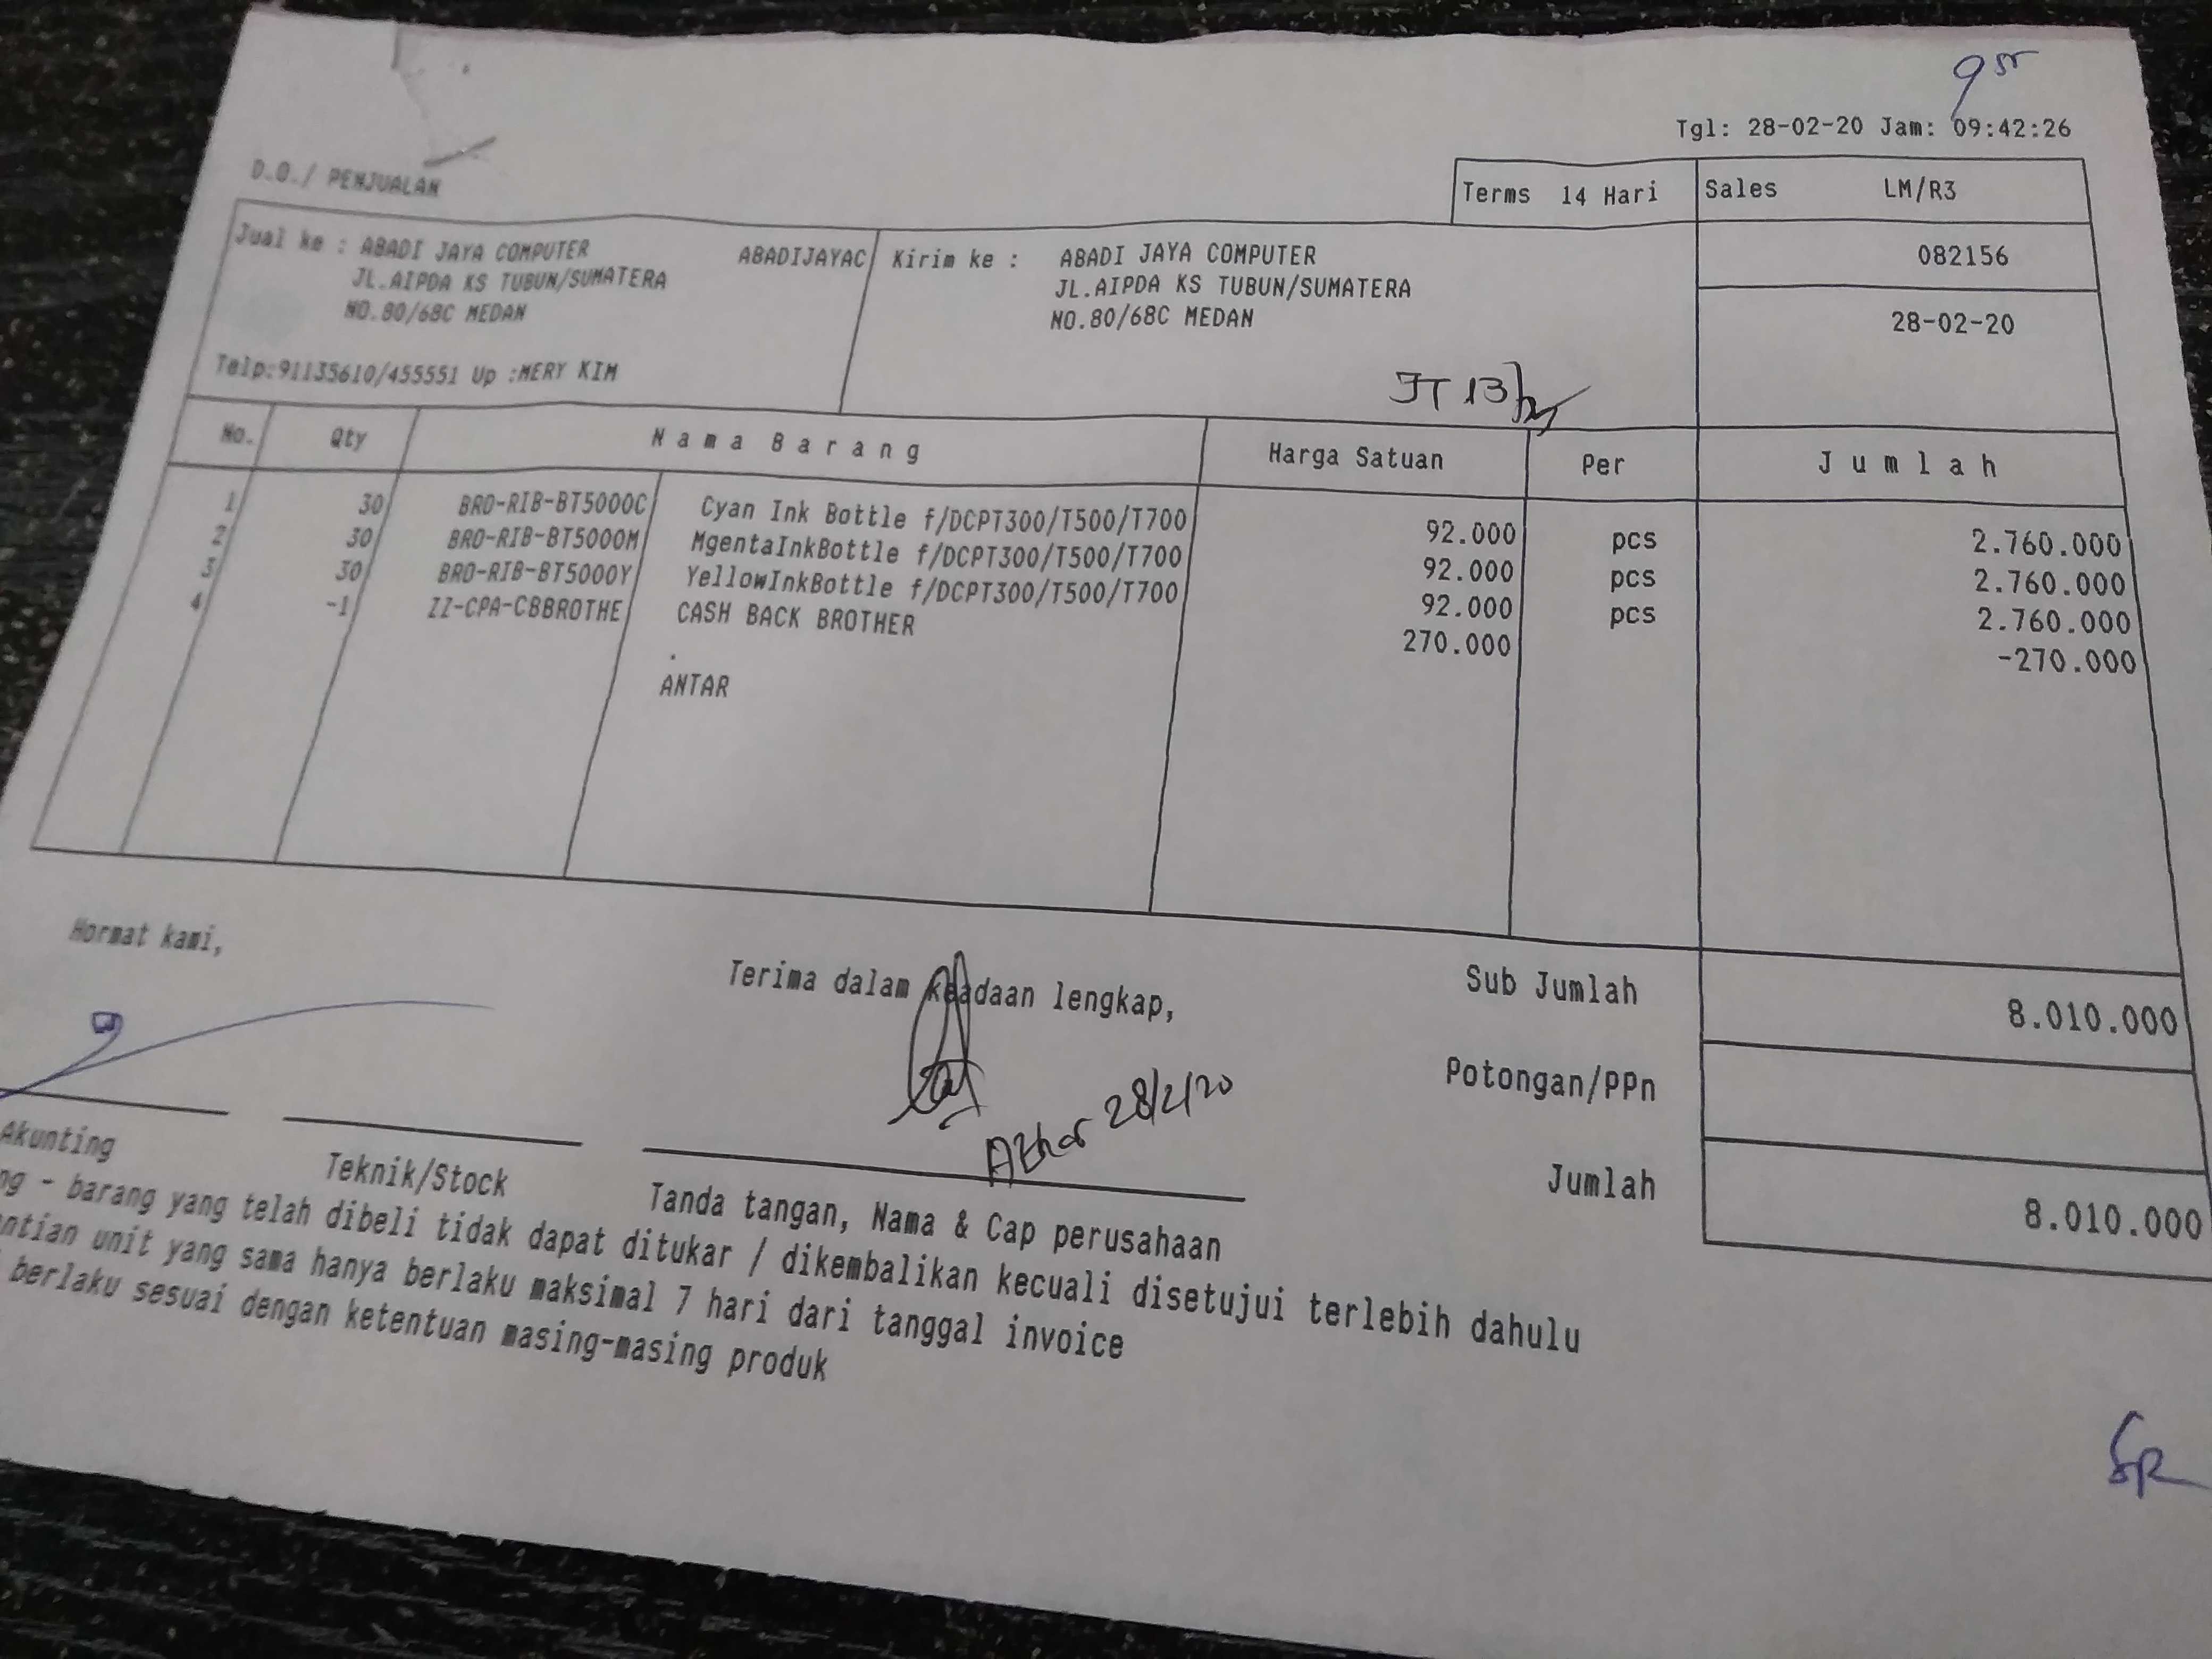 Tgl: 28-02-20 Jam: 09:42:26
D.O./ PENJUALAN
Terms 14 Hari Sales LM/R3
082156
28-02-20
Jual ke : ABADI JAYA COMPUTER ABADIJAYAC
JL.AIPDA KS TUBUN/SUMATERA
NO.80/68C MEDAN
Telp:91135610/455551 Up :MERY KIM
Kirim ke : ABADI JAYA COMPUTER
JL.AIPDA KS TUBUN/SUMATERA
NO.80/68C MEDAN
JT 13/
No. Qty Nama Barang Harga Satuan Per Jumlah
1 30 BRO-RIB-BT5000C Cyan Ink Bottle f/DCPT300/T500/T700 92.000 pcs 2.760.000
2 30 BRO-RIB-BT5000M MgentaInkBottle f/DCPT300/T500/T700 92.000 pcs 2.760.000
3 30 BRO-RIB-BT5000Y YellowInkBottle f/DCPT300/T500/T700 92.000 pcs 2.760.000
4 -1 ZZ-CPA-CBBROTHE CASH BACK BROTHER 270.000 -270.000
.
ANTAR
Hormat kami,
Terima dalam keadaan lengkap,
Azhar 28/2/20
Sub Jumlah 8.010.000
Potongan/PPn
Jumlah 8.010.000
Akunting
Teknik/Stock
Tanda tangan, Nama & Cap perusahaan
ng - barang yang telah dibeli tidak dapat ditukar / dikembalikan kecuali disetujui terlebih dahulu
ntian unit yang sama hanya berlaku maksimal 7 hari dari tanggal invoice
berlaku sesuai dengan ketentuan masing-masing produk